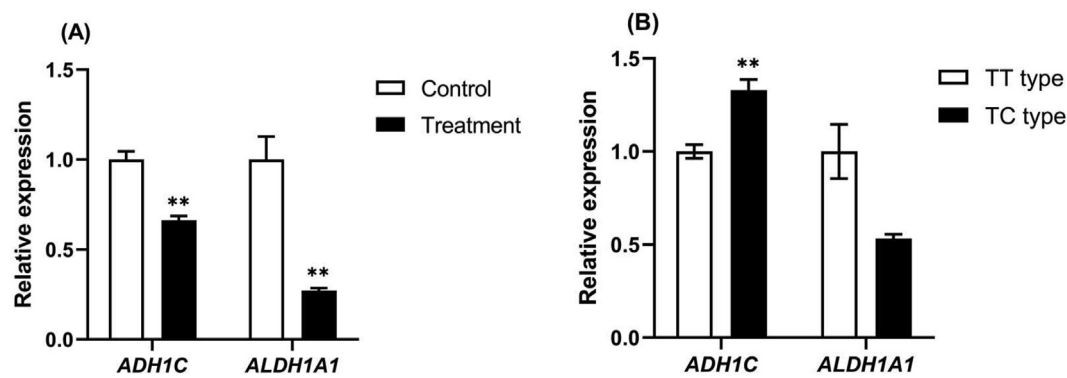 (A)
Relative expression
1.5
1.0
0.5
0.0
**
**
ADH1C
ALDH1A1
Control
Treatment
(B)
Relative expression
1.5
1.0
0.5
0.0
**
ADH1C
ALDH1A1
TT type
TC type